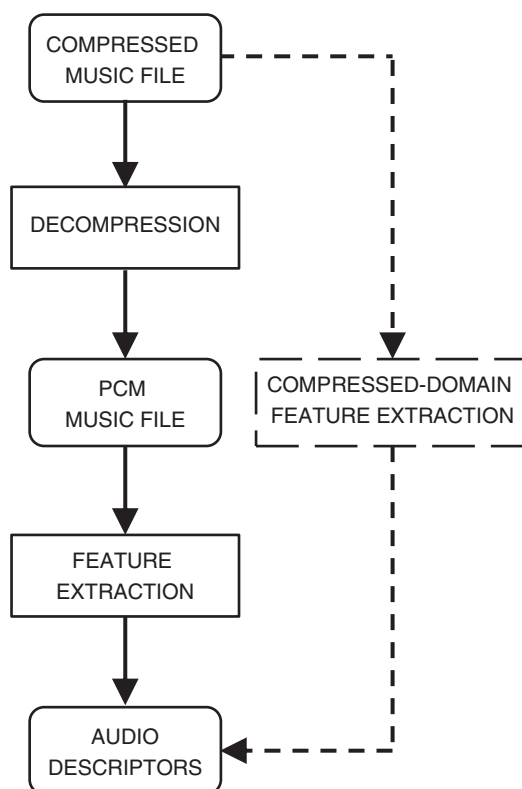 COMPRESSED
MUSIC FILE
DECOMPRESSION
PCM
MUSIC FILE
COMPRESSED-DOMAIN
FEATURE EXTRACTION
FEATURE
EXTRACTION
AUDIO
DESCRIPTORS